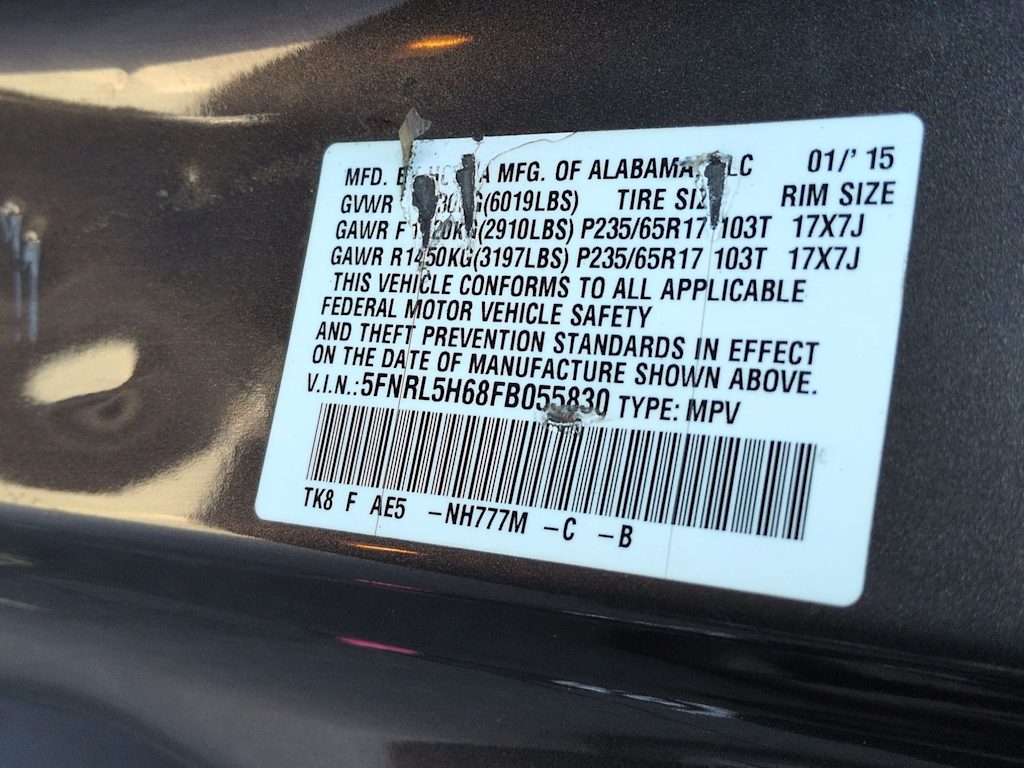 MFD. MFG. OF ALABAMA 01/' 15
GVWR (6019LBS) TIRE RIM SIZE
GAWR F (2910LBS) P235/65R17 103T 17X7J
GAWR R1450KG(3197LBS) P235/65R17 103T 17X7J
THIS VEHICLE CONFORMS TO ALL APPLICABLE
FEDERAL MOTOR VEHICLE SAFETY
AND THEFT PREVENTION STANDARDS IN EFFECT
ON THE DATE OF MANUFACTURE SHOWN ABOVE.
V.I.N.:5FNRL5H68FB055830 TYPE: MPV
TK8 F AE5 -NH777M -C -B